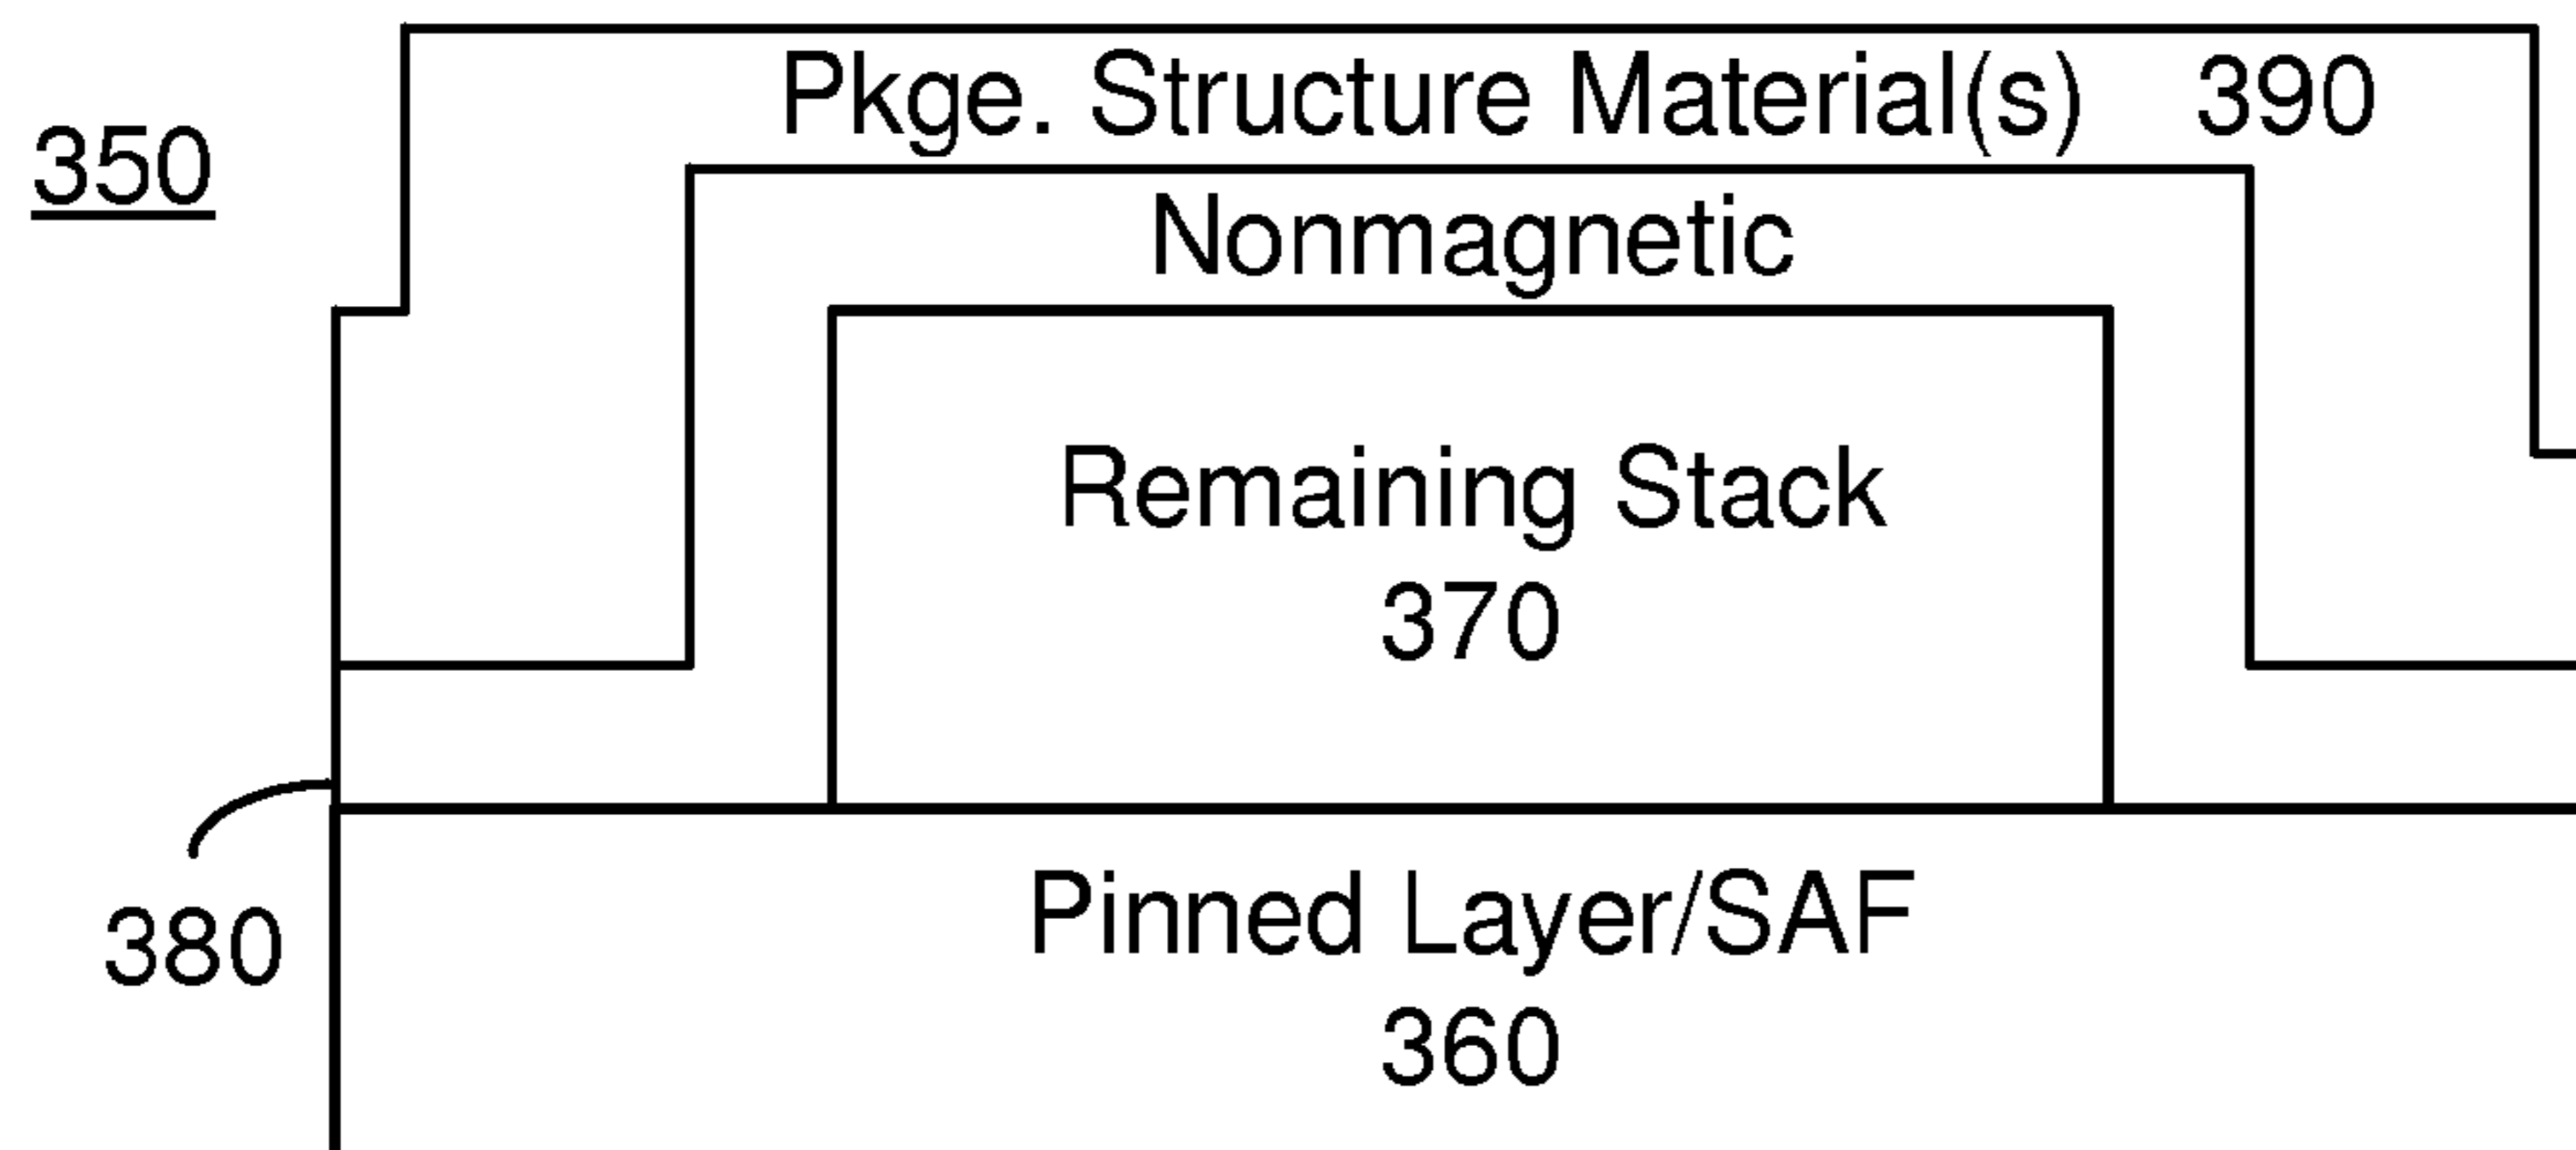 Pkge. Structure Material(s) 390
350
Nonmagnetic
Remaining Stack
370
380
Pinned Layer/SAF
360